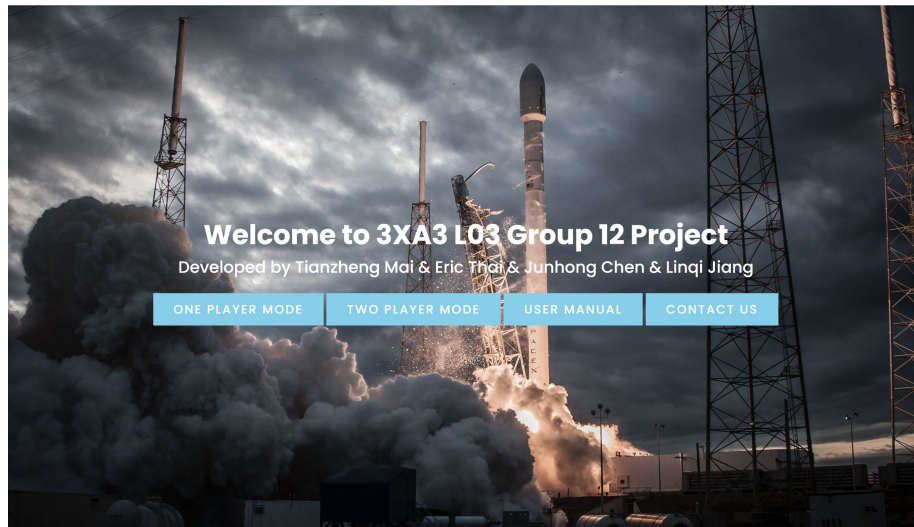 Welcome to 3XA3 L03 Group 12 Project
Developed by Tianzheng Mai & Eric Thai & Junhong Chen & Linqi Jiang
ONE PLAYER MODE
TWO PLAYER MODE
USER MANUAL
CONTACT US